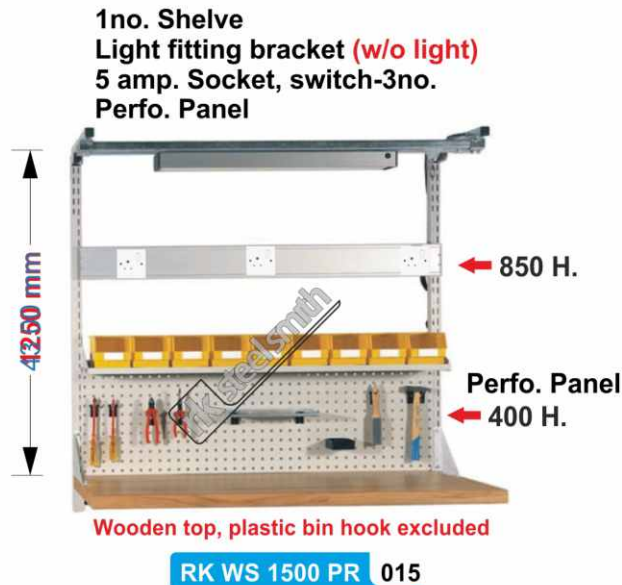 1no. Shelve
Light fitting bracket (w/o light)
5 amp. Socket, switch-3no.
Perfo. Panel
850 H.
mm
rk steelsmith
Perfo. Panel
400 H.
Wooden top, plastic bin hook excluded
RK WS 1500 PR 015